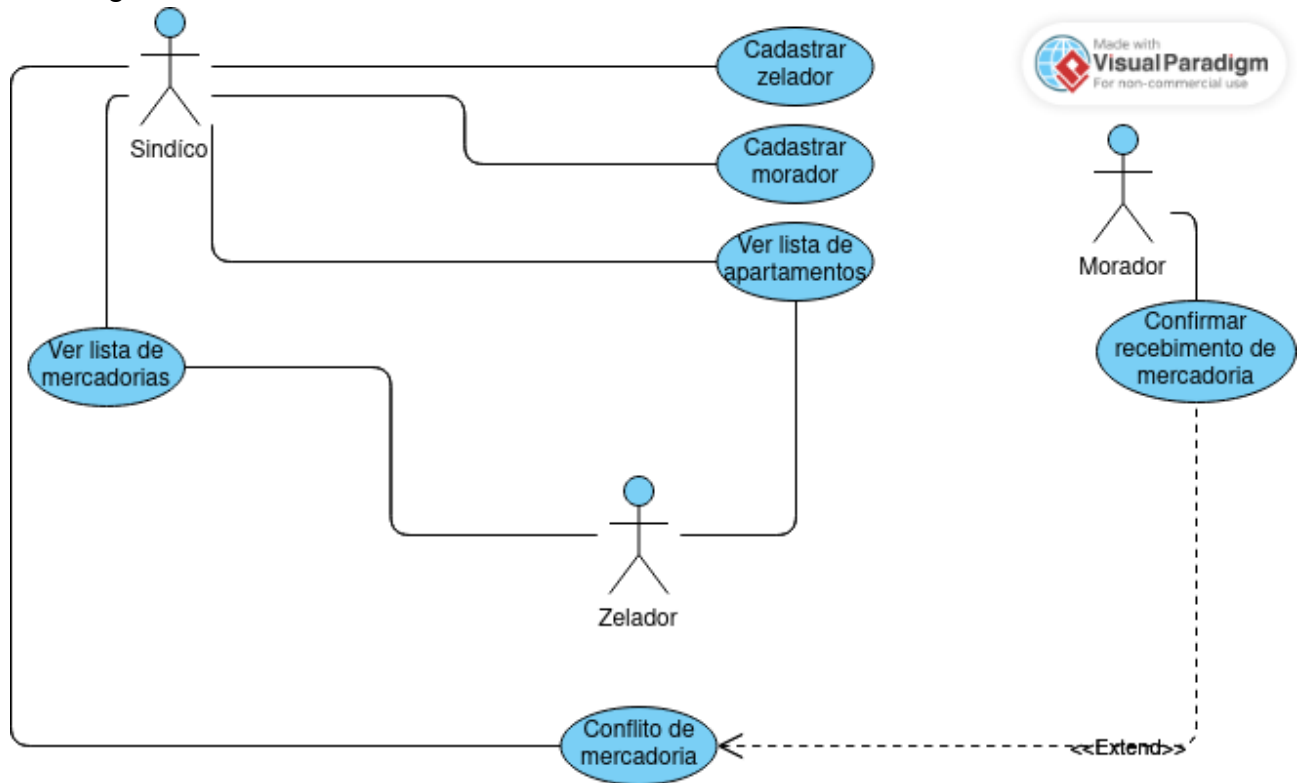 Cadastrar
zelador
Made with
Visual Paradigm
For non-commercial use
Sindíco
Cadastrar
morador
Ver lista de
apartamentos
Morador
Confirmar
recebimento de
mercadoria
Ver lista de
mercadorias
Zelador
Conflito de
mercadoria
<<Extend>>